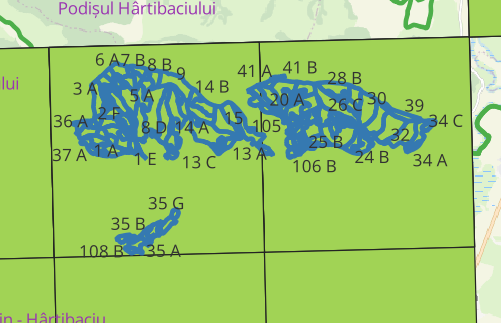 Podișul Hârtibaciului
6 A 7 B 8 B 9
41 A 41 B 28 B
ului
3 A 5 A 14 B
20 A 26 C 30 39
36 A 2 F 8 D 14 A 15 105 32 34 C
37 A 1 A 1 E 13 C 13 A 25 B 24 B 34 A
106 B
35 G
35 B
108 B 35 A
in - Hârtibaciu